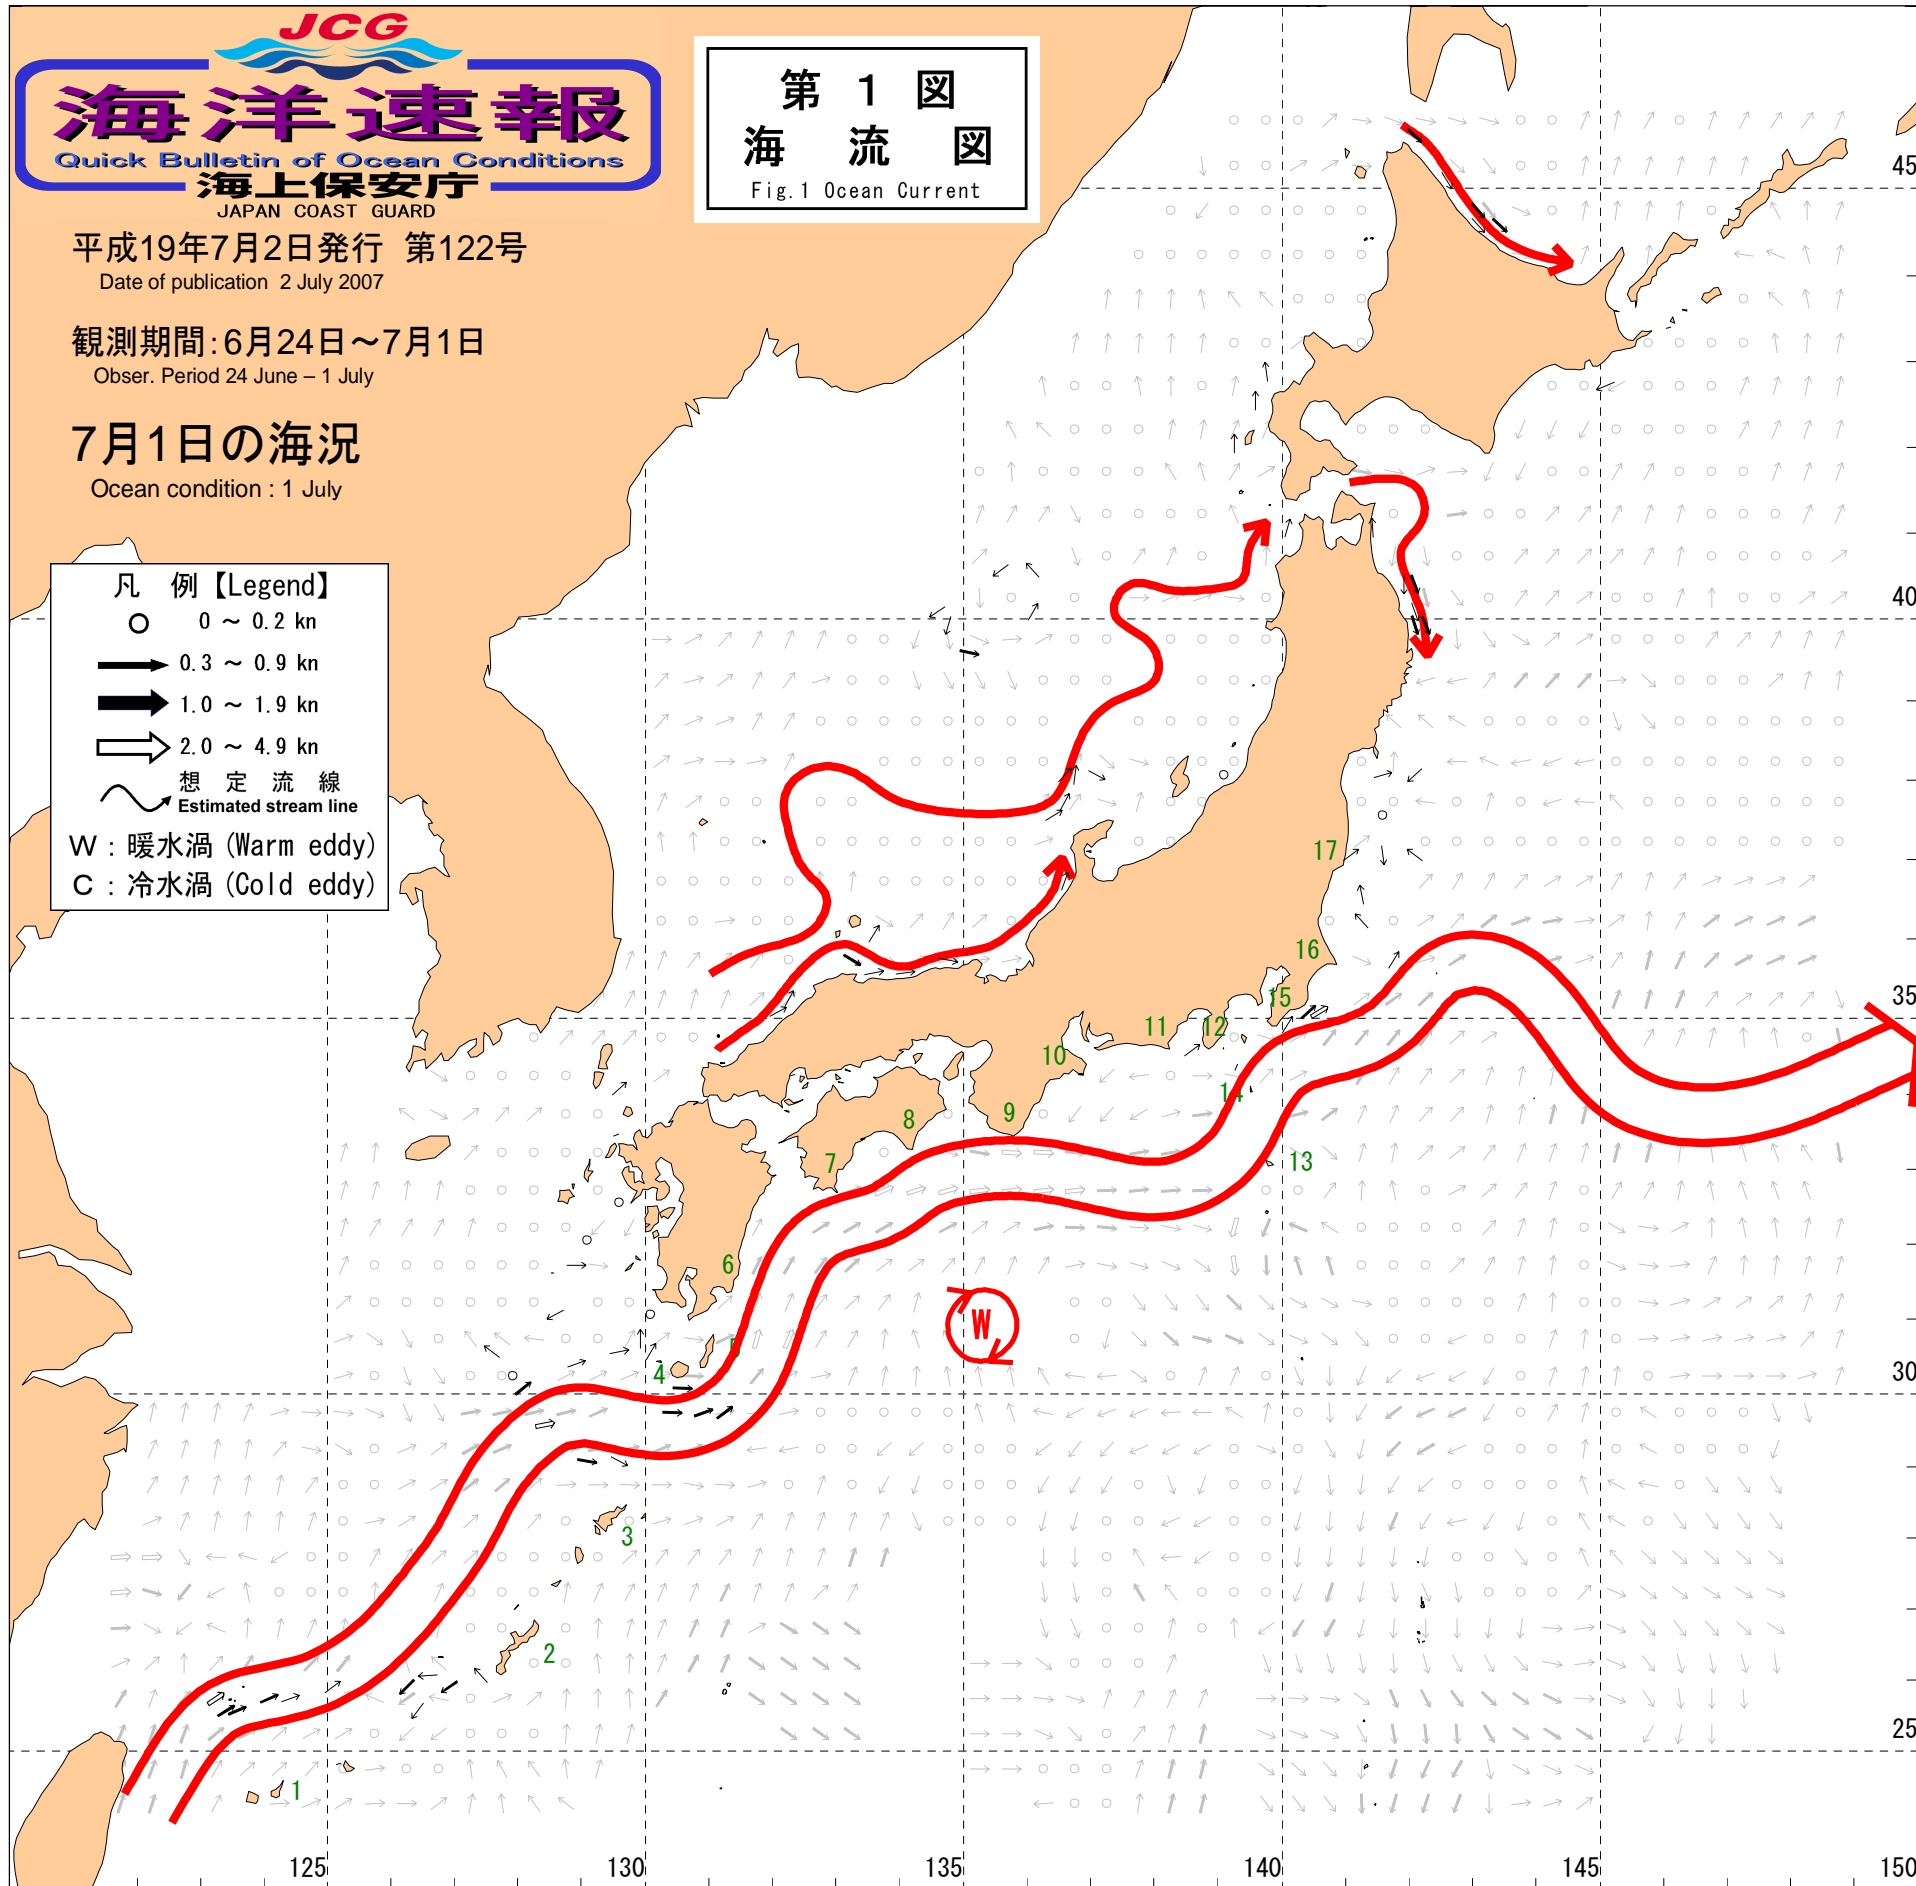 JCG
海洋速報
Quick Bulletin of Ocean Conditions
海上保安庁
JAPAN COAST GUARD
平成19年7月2日発行 第122号
Date of publication 2 July 2007
観測期間:6月24日～7月1日
Obser. Period 24 June – 1 July
7月1日の海況
Ocean condition : 1 July
第 1 図
海 流 図
Fig.1 Ocean Current
凡 例【Legend】
0 ～ 0.2 kn
0.3 ～ 0.9 kn
1.0 ～ 1.9 kn
2.0 ～ 4.9 kn
想 定 流 線
Estimated stream line
W : 暖水渦 (Warm eddy)
C : 冷水渦 (Cold eddy)
45
40
35
30
25
17
16
15
12
11
10
14
9
8
7
13
6
W
5
4
3
2
1
125
130
135
140
145
150